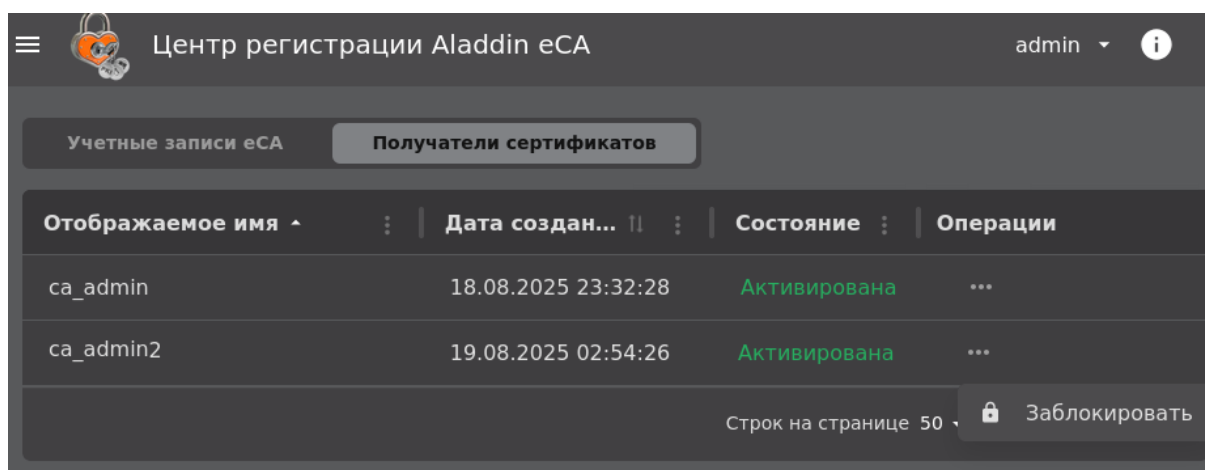 Центр регистрации Aladdin eCA
admin
Учетные записи eCA
Получатели сертификатов
Отображаемое имя
Дата создан...
Состояние
Операции
ca_admin
18.08.2025 23:32:28
Активирована
ca_admin2
19.08.2025 02:54:26
Активирована
Строк на странице 50
Заблокировать